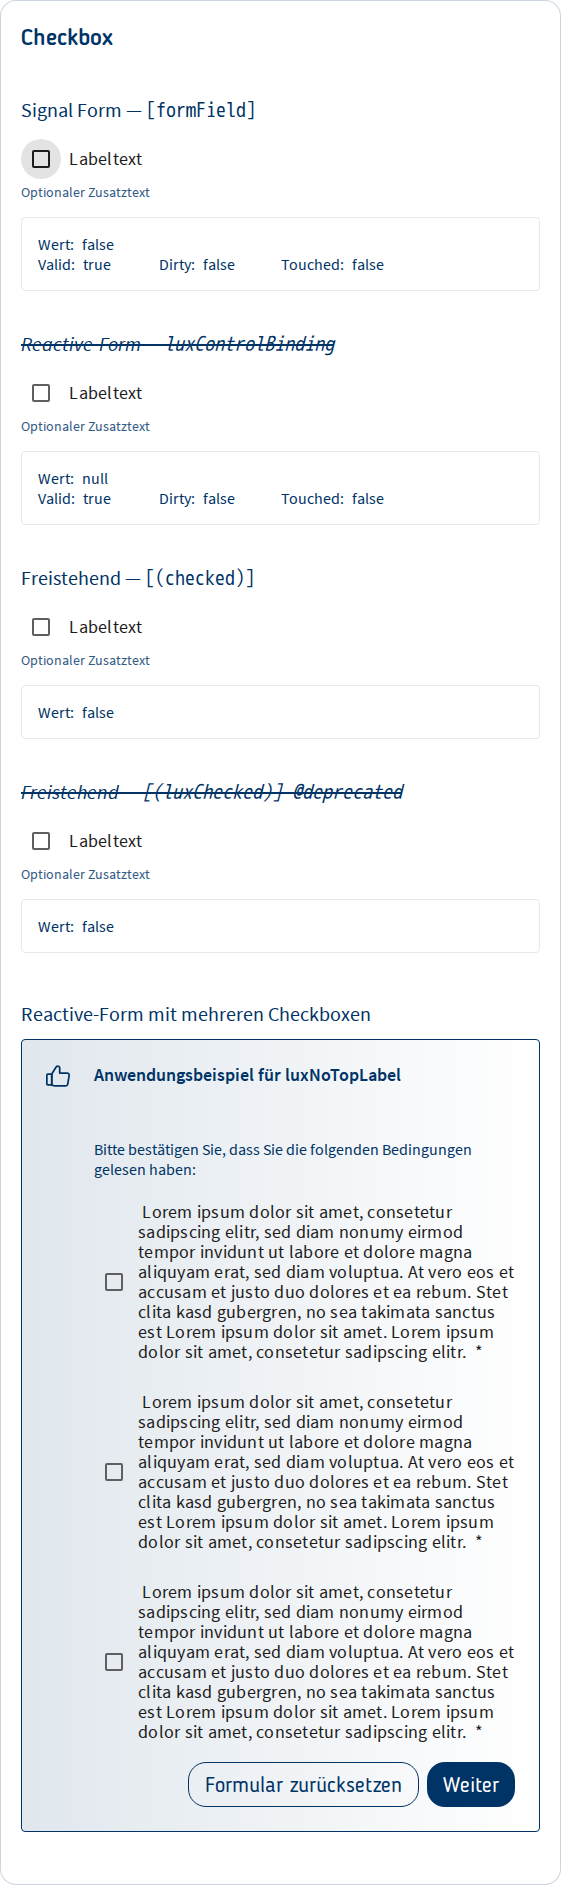 Checkbox
Signal Form — [formField]
Labeltext
Optionaler Zusatztext
Wert: false
Valid: true Dirty: false Touched: false
Reactive-Form — luxControlBinding
Labeltext
Optionaler Zusatztext
Wert: null
Valid: true Dirty: false Touched: false
Freistehend — [(checked)]
Labeltext
Optionaler Zusatztext
Wert: false
Freistehend — [(luxChecked)] @deprecated
Labeltext
Optionaler Zusatztext
Wert: false
Reactive-Form mit mehreren Checkboxen
Anwendungsbeispiel für luxNoTopLabel
Bitte bestätigen Sie, dass Sie die folgenden Bedingungen
gelesen haben:
Lorem ipsum dolor sit amet, consetetur
sadipscing elitr, sed diam nonumy eirmod
tempor invidunt ut labore et dolore magna
aliquyam erat, sed diam voluptua. At vero eos et
accusam et justo duo dolores et ea rebum. Stet
clita kasd gubergren, no sea takimata sanctus
est Lorem ipsum dolor sit amet. Lorem ipsum
dolor sit amet, consetetur sadipscing elitr. *
Lorem ipsum dolor sit amet, consetetur
sadipscing elitr, sed diam nonumy eirmod
tempor invidunt ut labore et dolore magna
aliquyam erat, sed diam voluptua. At vero eos et
accusam et justo duo dolores et ea rebum. Stet
clita kasd gubergren, no sea takimata sanctus
est Lorem ipsum dolor sit amet. Lorem ipsum
dolor sit amet, consetetur sadipscing elitr. *
Lorem ipsum dolor sit amet, consetetur
sadipscing elitr, sed diam nonumy eirmod
tempor invidunt ut labore et dolore magna
aliquyam erat, sed diam voluptua. At vero eos et
accusam et justo duo dolores et ea rebum. Stet
clita kasd gubergren, no sea takimata sanctus
est Lorem ipsum dolor sit amet. Lorem ipsum
dolor sit amet, consetetur sadipscing elitr. *
Formular zurücksetzen Weiter